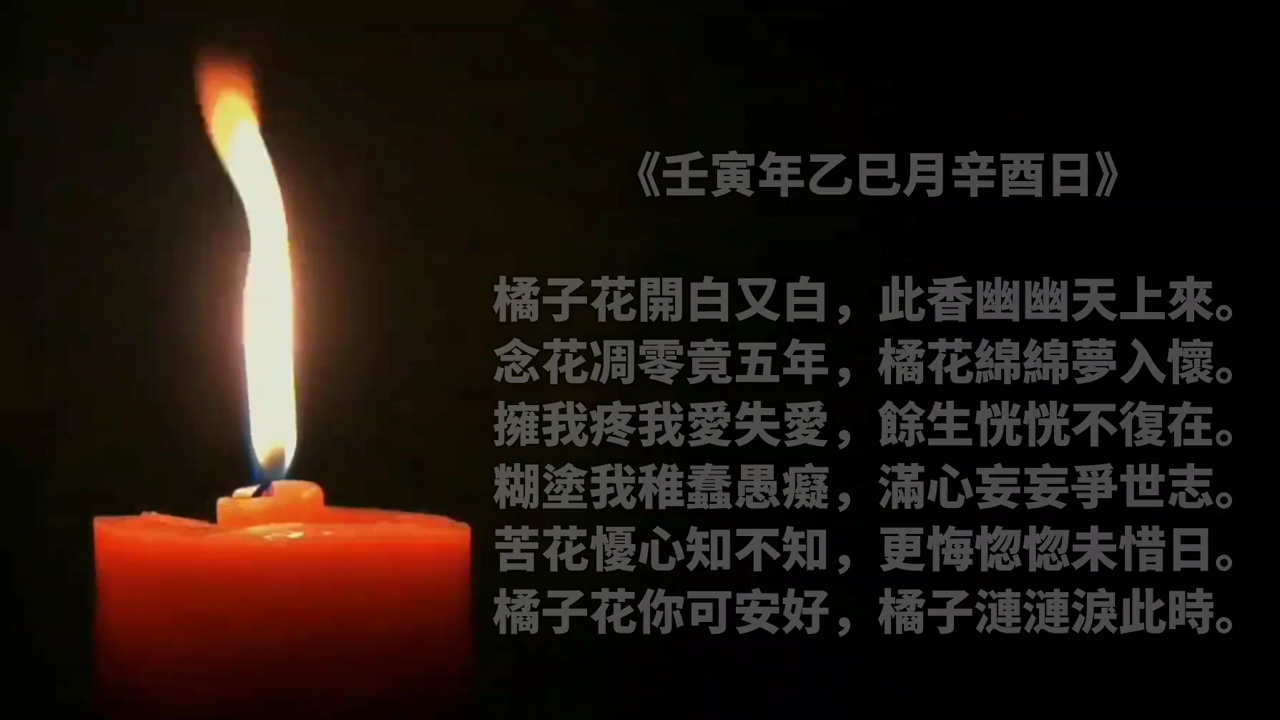 《壬寅年乙巳月辛酉日》
橘子花開白又白，此香幽幽天上來。
念花凋零竟五年，橘花綿綿夢入懷。
擁我疼我愛失愛，餘生恍恍不復在。
糊塗我稚蠢愚癡，滿心妄妄爭世志。
苦花懮心知不知，更悔惚惚未惜日。
橘子花你可安好，橘子漣漣淚此時。